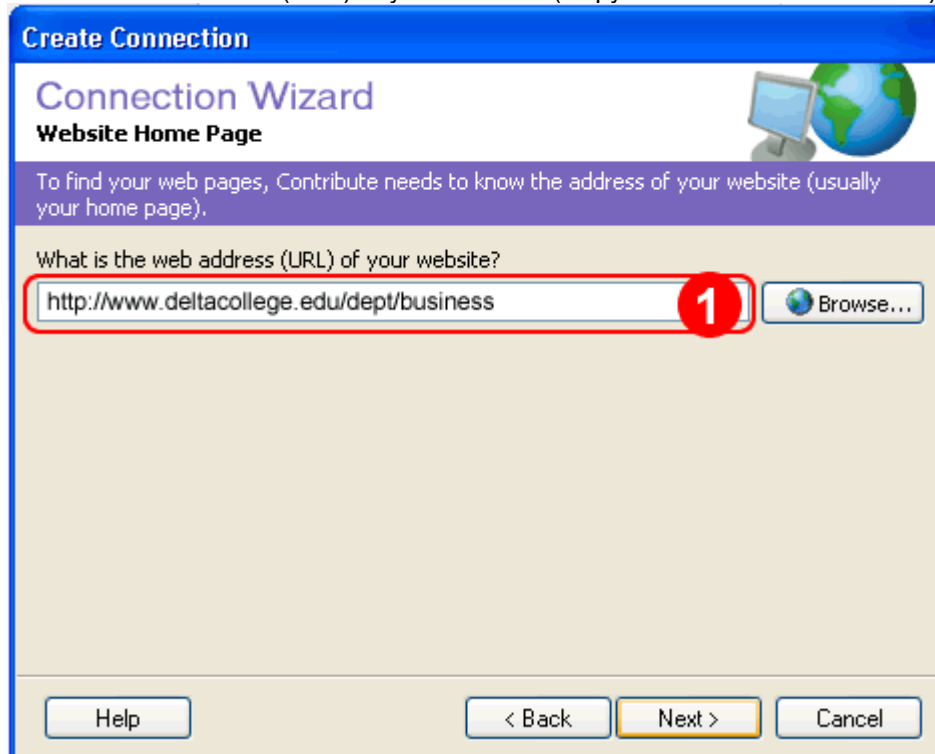 Create Connection
Connection Wizard
Website Home Page
To find your web pages, Contribute needs to know the address of your website (usually
your home page).
What is the web address (URL) of your website?
http://www.deltacollege.edu/dept/business
1
Browse...
Help
< Back
Next >
Cancel